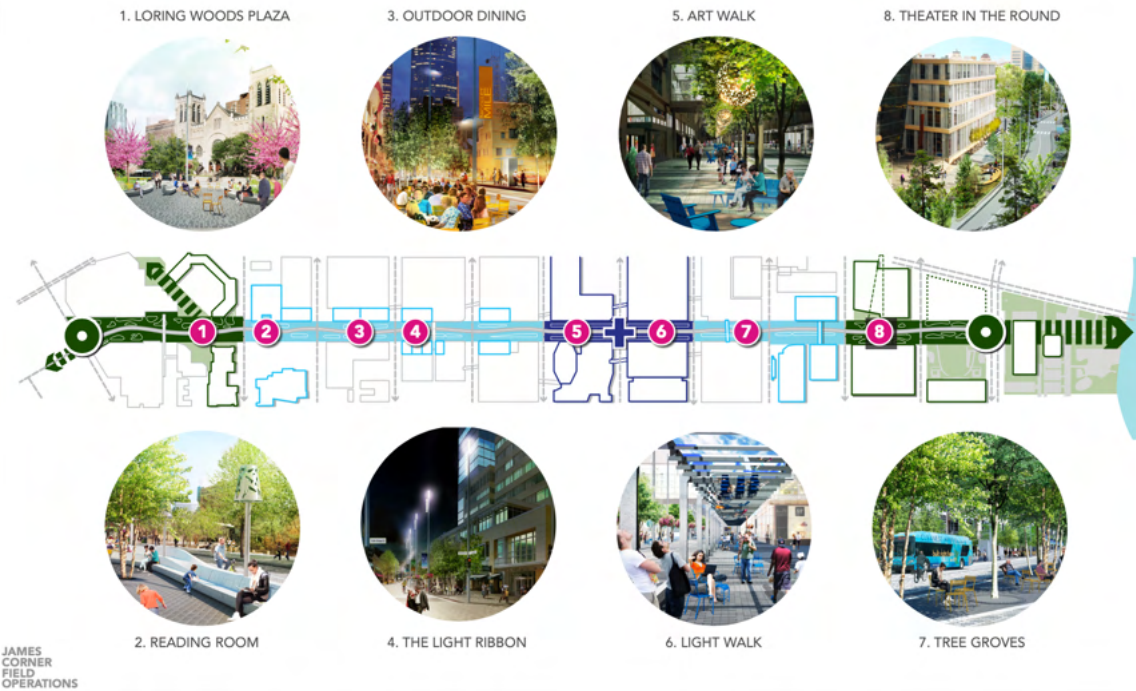 1. LORING WOODS PLAZA
3. OUTDOOR DINING
5. ART WALK
8. THEATER IN THE ROUND
MILE
1
2
3
4
5
6
7
8
2. READING ROOM
4. THE LIGHT RIBBON
6. LIGHT WALK
7. TREE GROVES
JAMES
CORNER
FIELD
OPERATIONS